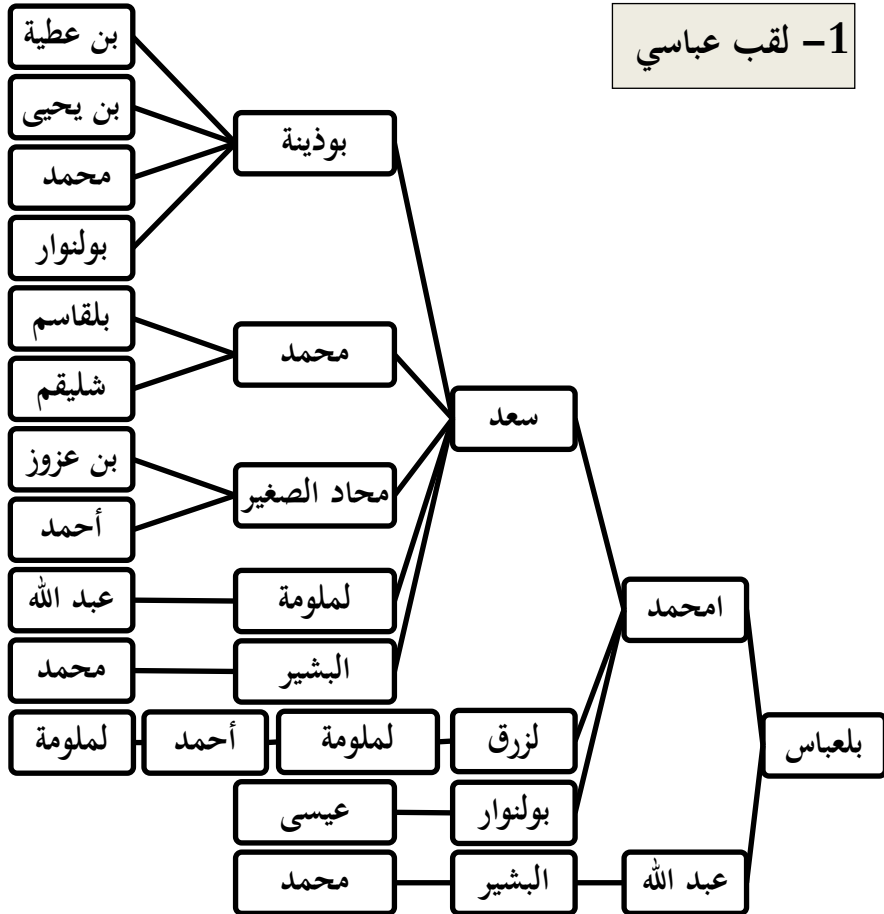 1- لقب عباسي
بن عطية
بن يحيى
بوذينة
محمد
بولنوار
بلقاسم
محمد
شليقم
سعد
بن عزوز
محاد الصغير
أحمد
امحمد
لملومة
عبد الله
البشير
محمد
بلعباس
لزرق
لملومة
أحمد
لملومة
بولنوار
عيسى
عبد الله
البشير
محمد